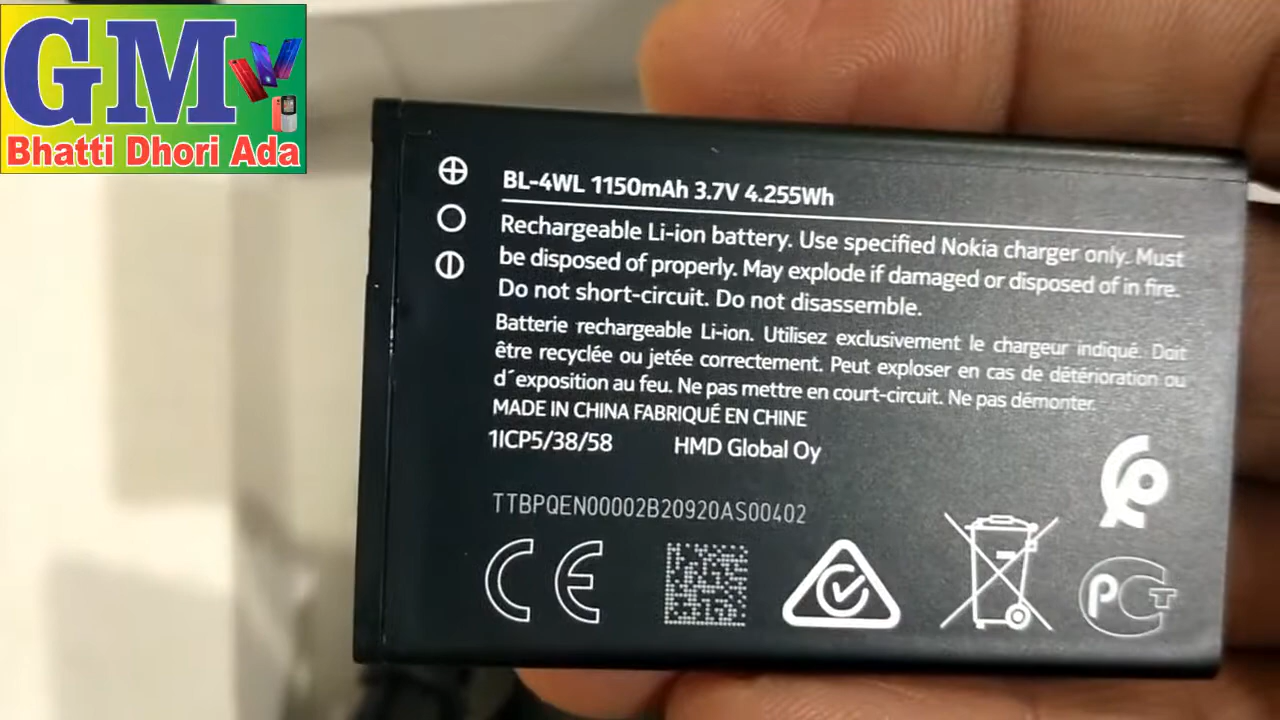 GM
Bhatti Dhori Ada
BL-4WL 1150mAh 3.7V 4.255Wh
Rechargeable Li-ion battery. Use specified Nokia charger only. Must
be disposed of properly. May explode if damaged or disposed of in fire.
Do not short-circuit. Do not disassemble.
Batterie rechargeable Li-ion. Utilisez exclusivement le chargeur indiqué. Doit
être recyclée ou jetée correctement. Peut exploser en cas de détérioration ou
d´exposition au feu. Ne pas mettre en court-circuit. Ne pas démonter.
MADE IN CHINA FABRIQUÉ EN CHINE
1ICP5/38/58 HMD Global Oy
TTBPQEN00002B20920AS00402
CE
PCT